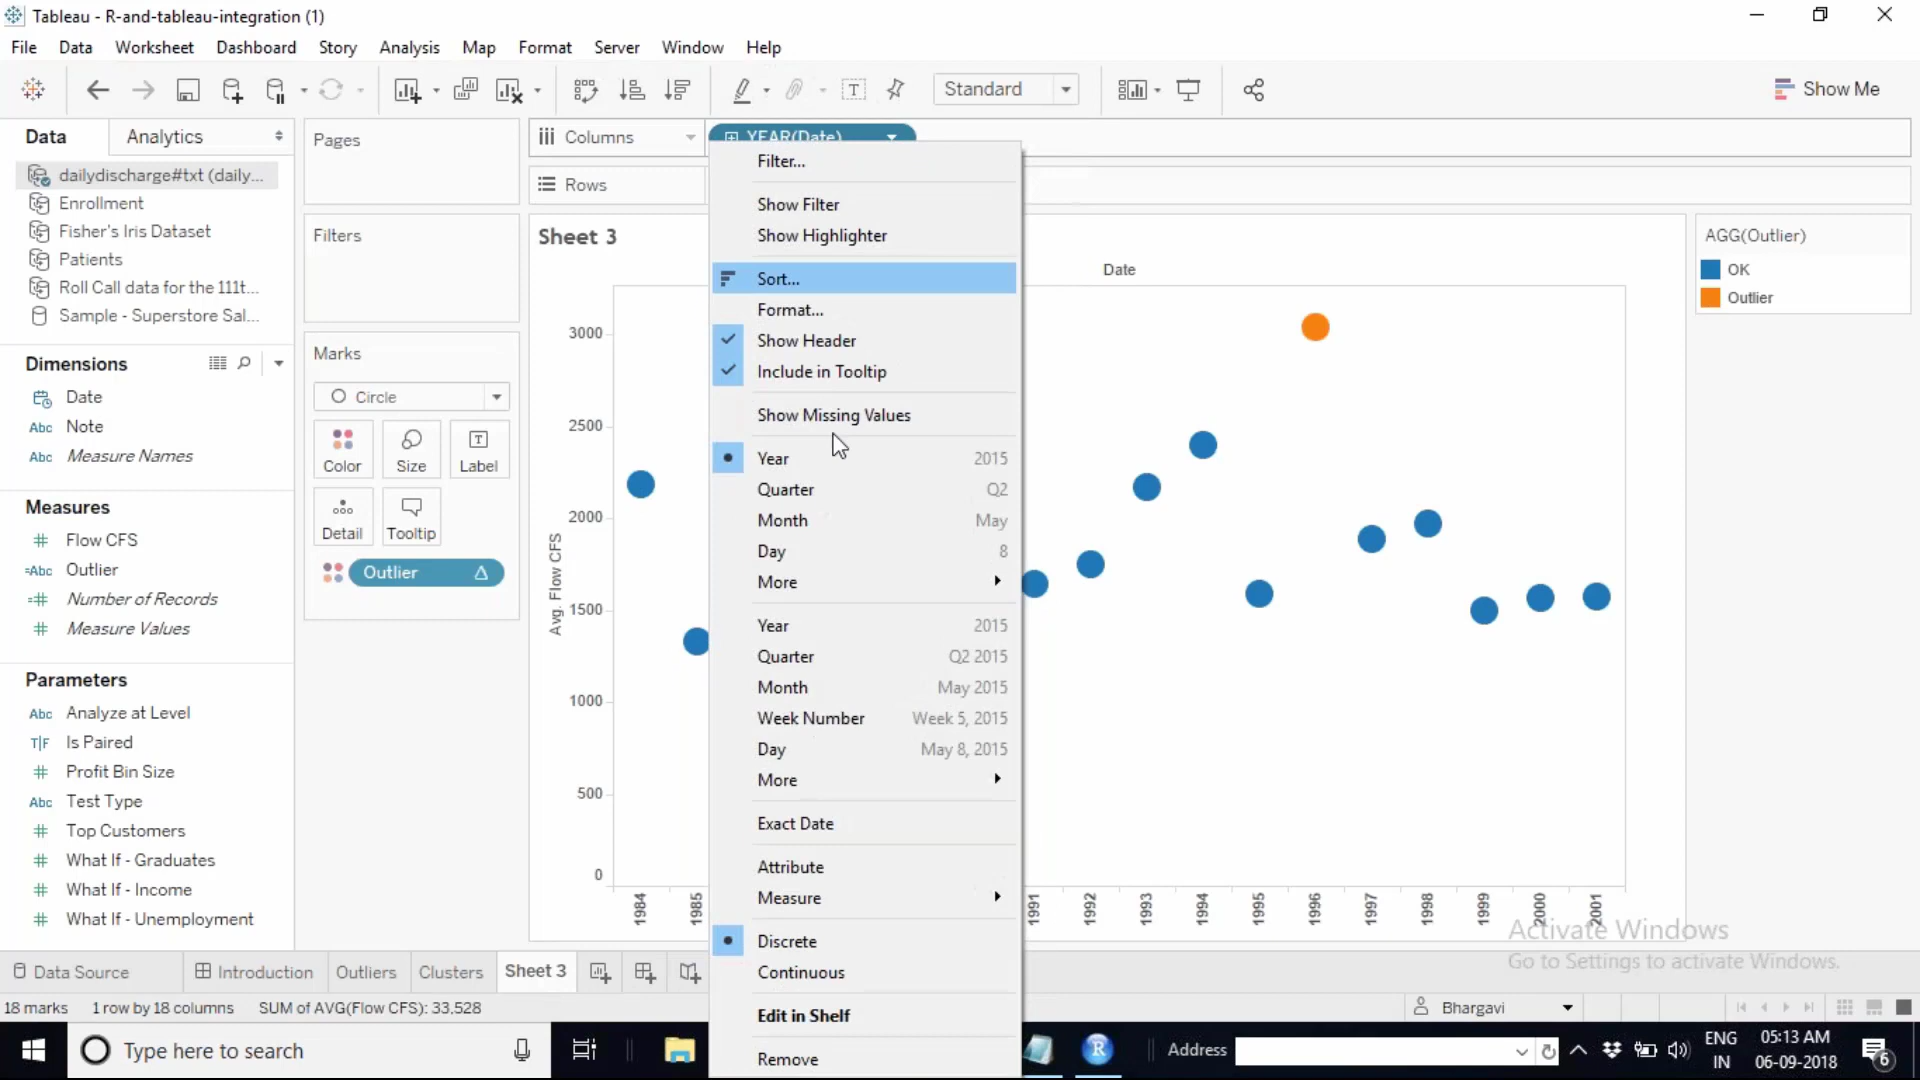 Tableau - R-and-tableau-integration (1)
File Data Worksheet Dashboard Story Analysis Map Format Server Window Help
Standard
Show Me
Data
Analytics
dailydischarge#txt (daily...
Enrollment
Fisher's Iris Dataset
Patients
Roll Call data for the 111t...
Sample - Superstore Sal...
Dimensions
Date
Abc Note
Abc Measure Names
Measures
Flow CFS
=Abc Outlier
Number of Records
Measure Values
Parameters
Abc Analyze at Level
T|F Is Paired
Profit Bin Size
Abc Test Type
Top Customers
What If - Graduates
What If - Income
What If - Unemployment
Pages
Filters
Marks
Circle
Color Size Label
Detail Tooltip
Outlier
Columns
YEAR(Date)
Rows
Sheet 3
Date
Avg. Flow CFS
3000
2500
2000
1500
1000
500
0
1984 1985 1991 1992 1993 1994 1995 1996 1997 1998 1999 2000 2001
Filter...
Show Filter
Show Highlighter
Sort...
Format...
Show Header
Include in Tooltip
Show Missing Values
Year 2015
Quarter Q2
Month May
Day 8
More
Year 2015
Quarter Q2 2015
Month May 2015
Week Number Week 5, 2015
Day May 8, 2015
More
Exact Date
Attribute
Measure
Discrete
Continuous
Edit in Shelf
Remove
AGG(Outlier)
OK
Outlier
Activate Windows
Go to Settings to activate Windows.
Data Source Introduction Outliers Clusters Sheet 3
18 marks 1 row by 18 columns SUM of AVG(Flow CFS): 33.528
Bhargavi
Type here to search
R
Address
ENG
IN
05:13 AM
06-09-2018
6